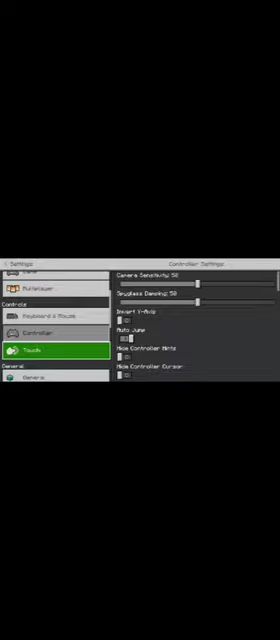 < Settings
Controller Settings
Camera Sensitivity: 50
Multiplayer
Spyglass Damping: 50
Controls
Keyboard & Mouse
Invert Y-Axis
Auto Jump
Controller
Touch
Hide Controller Hints
General
Hide Controller Cursor
General